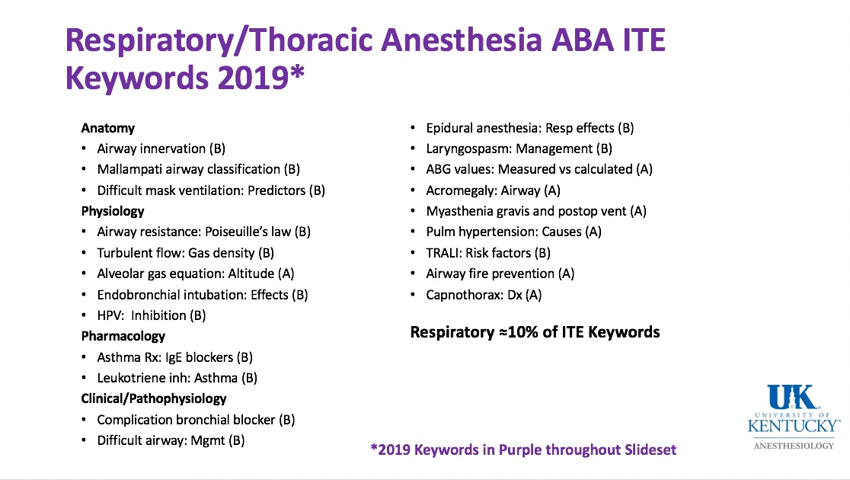 Respiratory/Thoracic Anesthesia ABA ITE
Keywords 2019*
Anatomy
• Airway innervation (B)
• Mallampati airway classification (B)
• Difficult mask ventilation: Predictors (B)
Physiology
• Airway resistance: Poiseuille's law (B)
• Turbulent flow: Gas density (B)
• Alveolar gas equation: Altitude (A)
• Endobronchial intubation: Effects (B)
• HPV: Inhibition (B)
Pharmacology
• Asthma Rx: IgE blockers (B)
• Leukotriene inh: Asthma (B)
Clinical/Pathophysiology
• Complication bronchial blocker (B)
• Difficult airway: Mgmt (B)
• Epidural anesthesia: Resp effects (B)
• Laryngospasm: Management (B)
• ABG values: Measured vs calculated (A)
• Acromegaly: Airway (A)
• Myasthenia gravis and postop vent (A)
• Pulm hypertension: Causes (A)
• TRALI: Risk factors (B)
• Airway fire prevention (A)
• Capnothorax: Dx (A)
Respiratory ≈10% of ITE Keywords
*2019 Keywords in Purple throughout Slideset
UK
UNIVERSITY OF
KENTUCKY
ANESTHESIOLOGY